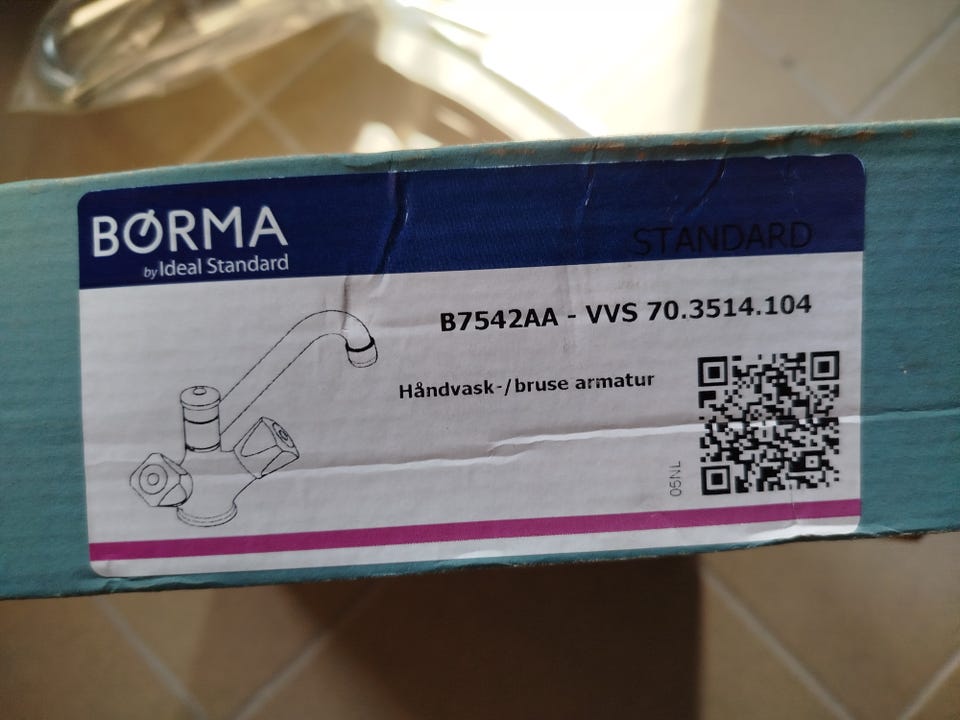 BØRMA
by Ideal Standard
STANDARD
B7542AA - VVS 70.3514.104
Håndvask-/bruse armatur
05NL